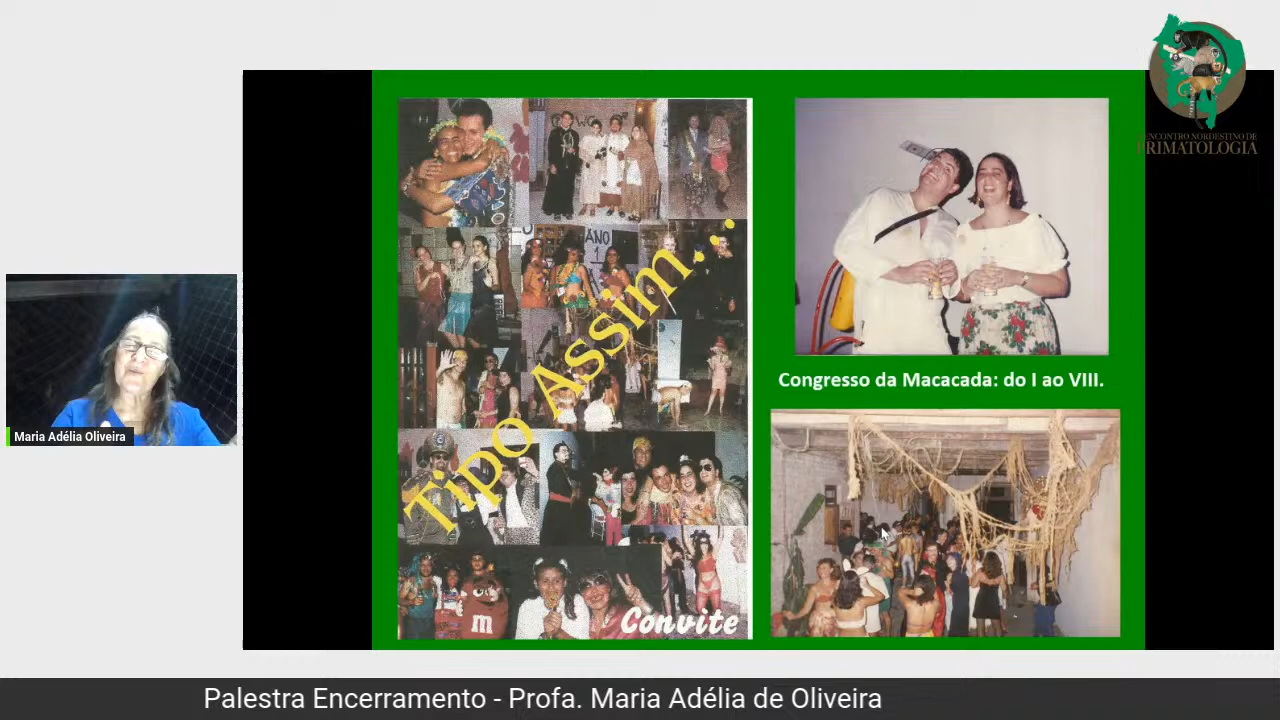 ENCONTRO NORDESTINO DE
PRIMATOLOGIA
ANO
1
Tipo Assim...
m
Convite
Congresso da Macacada: do I ao VIII.
Maria Adélia Oliveira
Palestra Encerramento - Profa. Maria Adélia de Oliveira